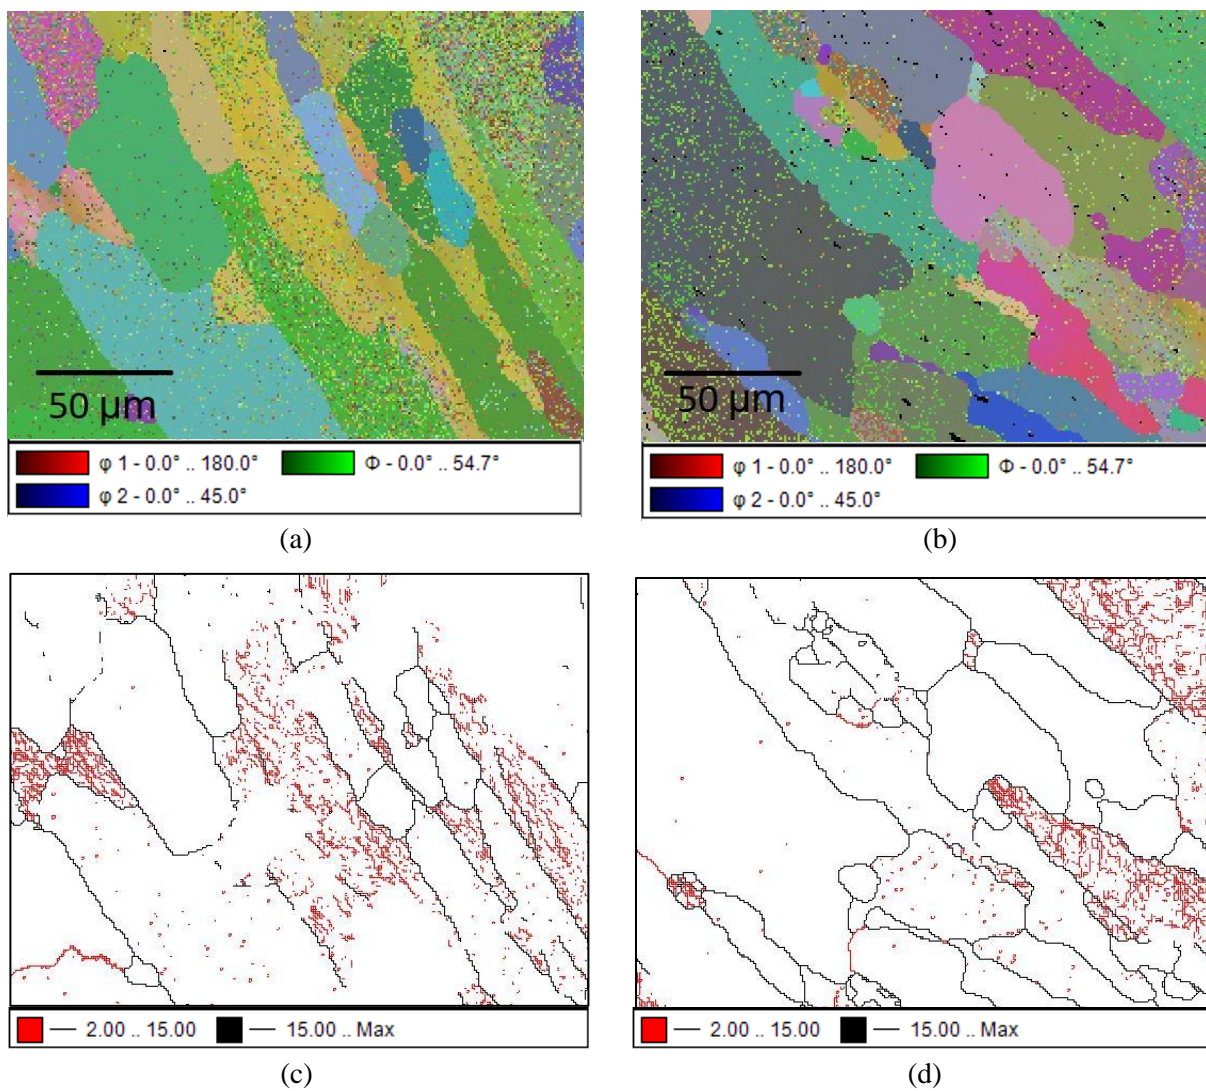 50 μm
50 μm
φ 1 - 0.0° .. 180.0° Φ - 0.0° .. 54.7°
φ 2 - 0.0° .. 45.0°
φ 1 - 0.0° .. 180.0° Φ - 0.0° .. 54.7°
φ 2 - 0.0° .. 45.0°
(a)
(b)
— 2.00 .. 15.00 — 15.00 .. Max
— 2.00 .. 15.00 — 15.00 .. Max
(c)
(d)